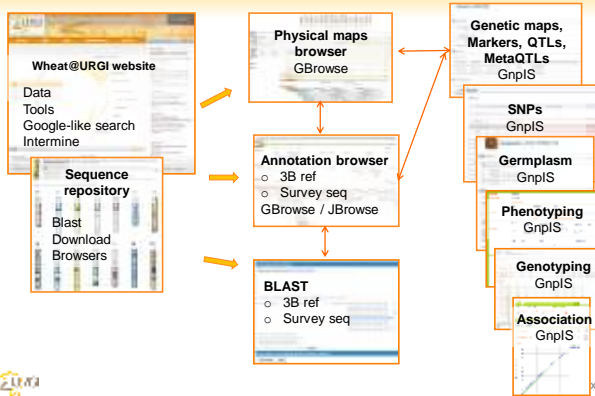 URGI
Wheat@URGI website
Data
Tools
Google-like search
Intermine
Sequence
repository
Blast
Download
Browsers
Physical maps
browser
GBrowse
Annotation browser
o 3B ref
o Survey seq
GBrowse / JBrowse
BLAST
o 3B ref
o Survey seq
Genetic maps,
Markers, QTLs,
MetaQTLs
GnpIS
SNPs
GnpIS
Germplasm
GnpIS
Phenotyping
GnpIS
Genotyping
GnpIS
Association
GnpIS
URGI